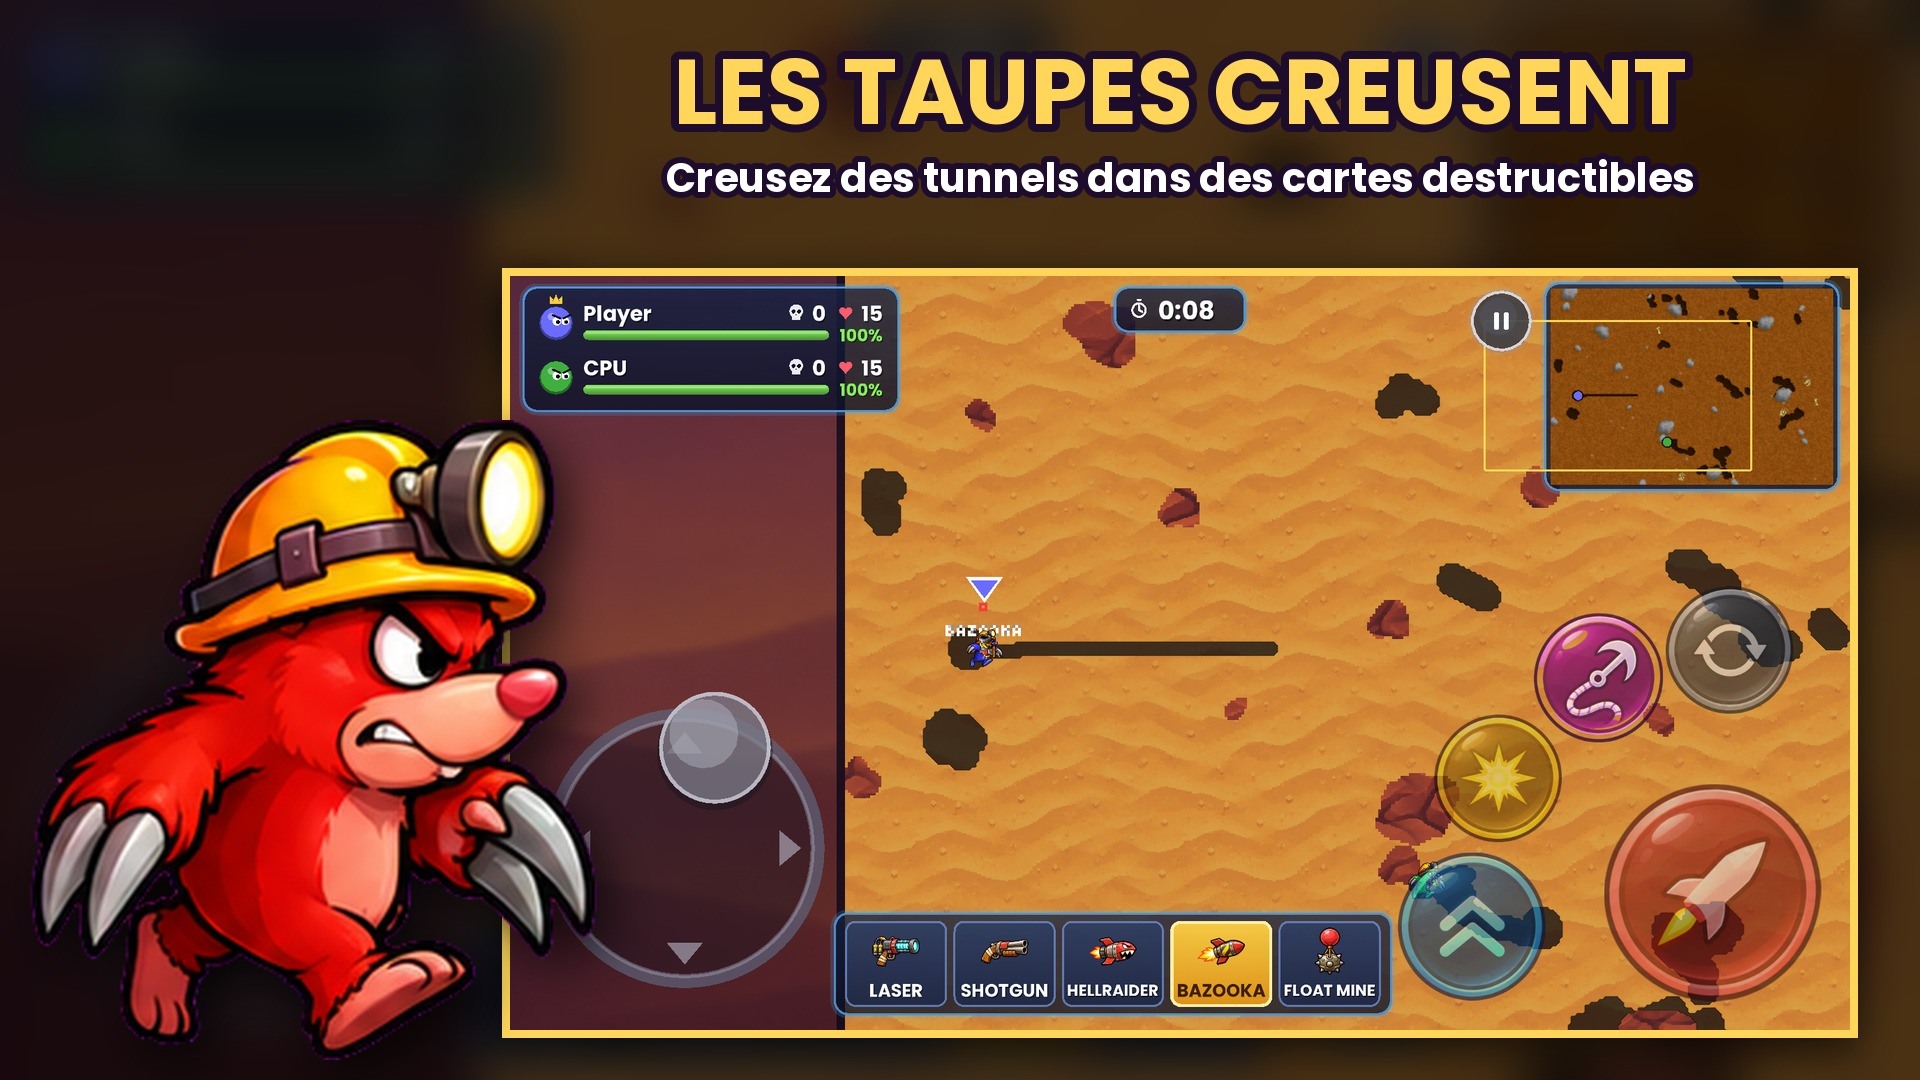 LES TAUPES CREUSENT
Creusez des tunnels dans des cartes destructibles
Player 0 15
100%
CPU 0 15
100%
0:08
BAZOOKA
LASER
SHOTGUN
HELLRAIDER
BAZOOKA
FLOAT MINE